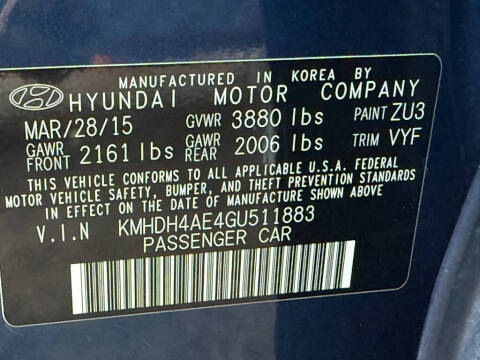 MANUFACTURED IN KOREA BY
HYUNDAI MOTOR COMPANY
MAR/28/15 GVWR 3880 lbs PAINT ZU3
GAWR FRONT 2161 lbs GAWR REAR 2006 lbs TRIM VYF
THIS VEHICLE CONFORMS TO ALL APPLICABLE U.S.A. FEDERAL
MOTOR VEHICLE SAFETY, BUMPER, AND THEFT PREVENTION STANDARDS
IN EFFECT ON THE DATE OF MANUFACTURE SHOWN ABOVE
V.I.N KMHDH4AE4GU511883
PASSENGER CAR